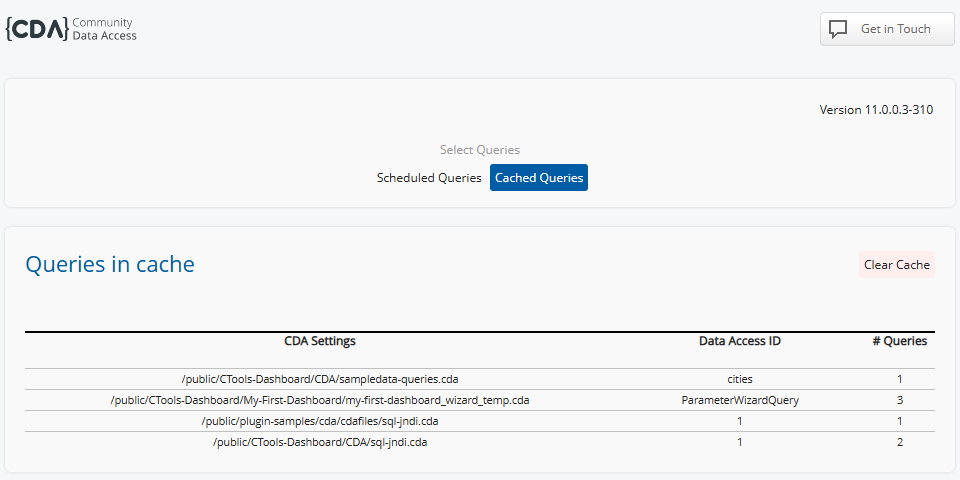 {CDA} Community
Data Access
Get in Touch
Version 11.0.0.3-310
Select Queries
Scheduled Queries Cached Queries
Queries in cache
Clear Cache
CDA Settings Data Access ID # Queries
/public/CTools-Dashboard/CDA/sampledata-queries.cda cities 1
/public/CTools-Dashboard/My-First-Dashboard/my-first-dashboard_wizard_temp.cda ParameterWizardQuery 3
/public/plugin-samples/cda/cdafiles/sql-jndi.cda 1 1
/public/CTools-Dashboard/CDA/sql-jndi.cda 1 2